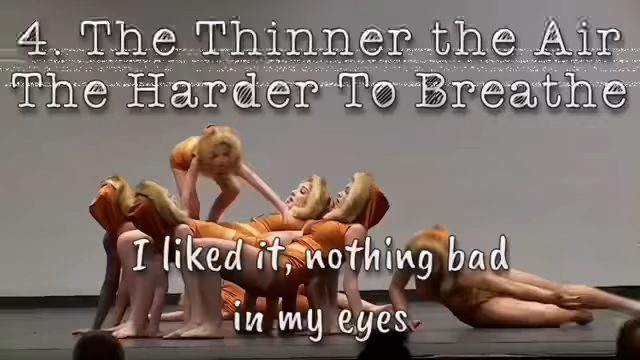 4. The Thinner the Air
The Harder To Breathe
I liked it, nothing bad
in my eyes